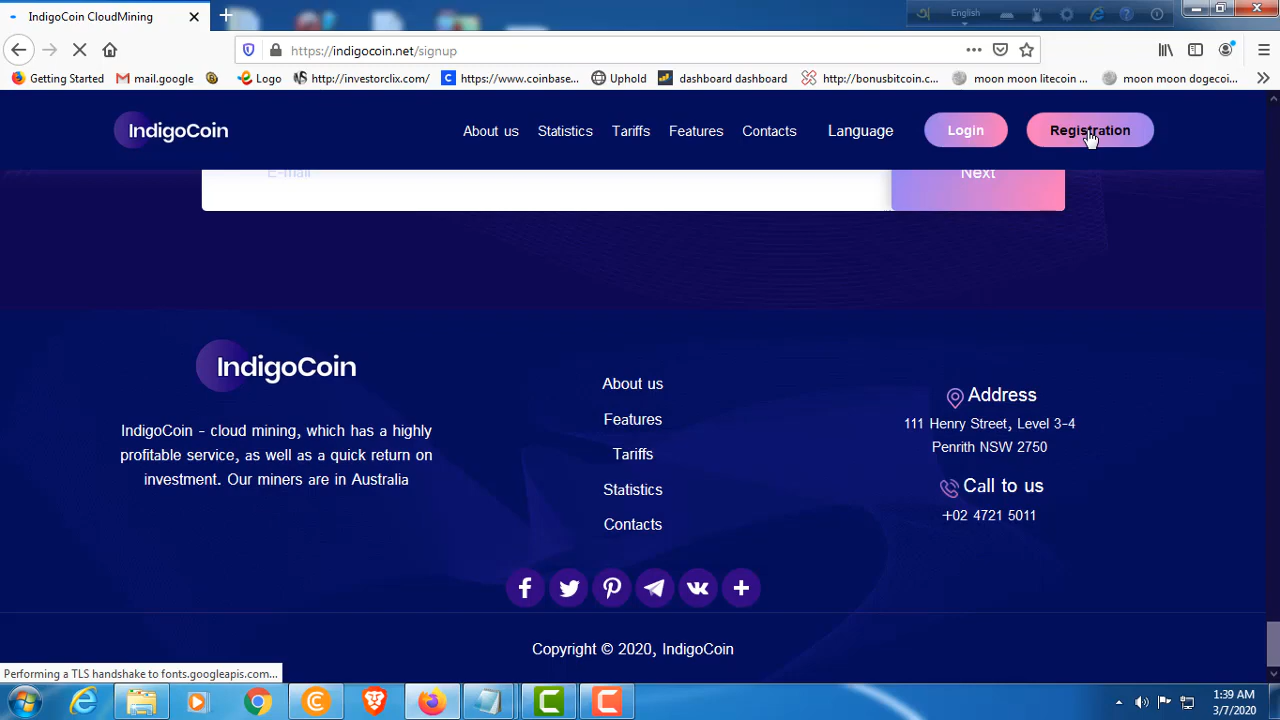 IndigoCoin CloudMining
English
https://indigocoin.net/signup
Getting Started
mail.google
Logo
http://investorclix.com/
https://www.coinbase...
Uphold
dashboard dashboard
http://bonusbitcoin.c...
moon moon litecoin ...
moon moon dogecoi...
IndigoCoin
About us
Statistics
Tariffs
Features
Contacts
Language
Login
Registration
E-mail
Next
IndigoCoin
IndigoCoin - cloud mining, which has a highly
profitable service, as well as a quick return on
investment. Our miners are in Australia
About us
Features
Tariffs
Statistics
Contacts
Address
111 Henry Street, Level 3-4
Penrith NSW 2750
Call to us
+02 4721 5011
Copyright © 2020, IndigoCoin
Performing a TLS handshake to fonts.googleapis.com...
1:39 AM
3/7/2020